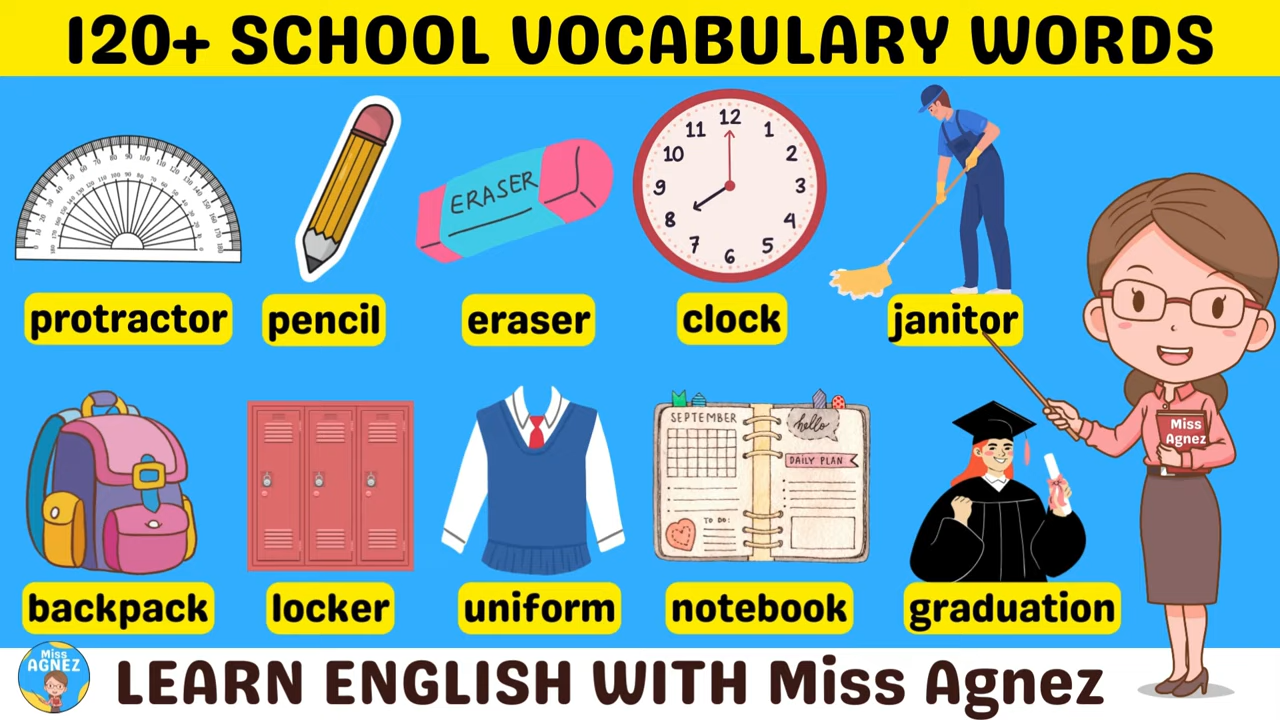 120+ SCHOOL VOCABULARY WORDS
ERASER
12
11 1
10 2
9 3
8 4
7 5
6
protractor pencil eraser clock janitor
Miss
Agnez
SEPTEMBER
hello
DAILY PLAN
TO DO:
backpack locker uniform notebook graduation
Miss
AGNEZ
LEARN ENGLISH WITH Miss Agnez